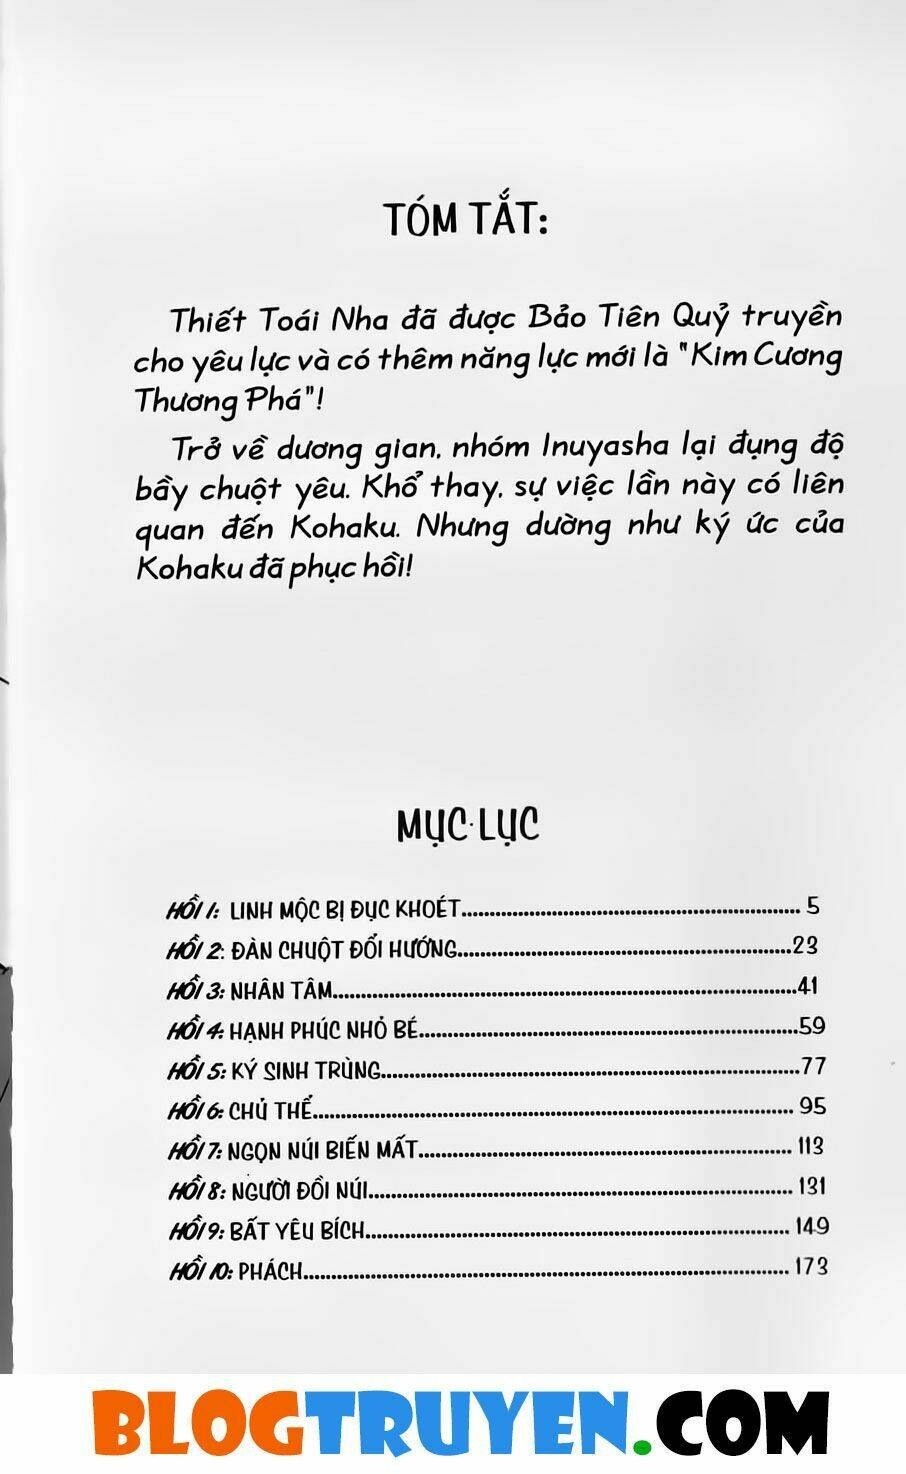 TÓM TẮT:
Thiết Toái Nha đã được Bảo Tiên Quỷ truyền
cho yêu lực và có thêm năng lực mới là "Kim Cương
Thương Phá"!
Trở về dương gian, nhóm Inuyasha lại đụng độ
bầy chuột yêu. Khổ thay, sự việc lần này có liên
quan đến Kohaku. Nhưng dường như ký ức của
Kohaku đã phục hồi!
MỤC LỤC
HỒI 1: LINH MỘC BỊ ĐỤC KHOÉT........ 5
HỒI 2: ĐÀN CHUỘT ĐỔI HƯỚNG........23
HỒI 3: NHÂN TÂM........41
HỒI 4: HẠNH PHÚC NHỎ BÉ........59
HỒI 5: KÝ SINH TRÙNG........77
HỒI 6: CHỦ THỂ........ 95
HỒI 7: NGỌN NÚI BIẾN MẤT........ 113
HỒI 8: NGƯỜI ĐỒI NÚI........ 131
HỒI 9: BẤT YÊU BÍCH........ 149
HỒI 10: PHÁCH........ 173
BLOGTRUYEN.COM